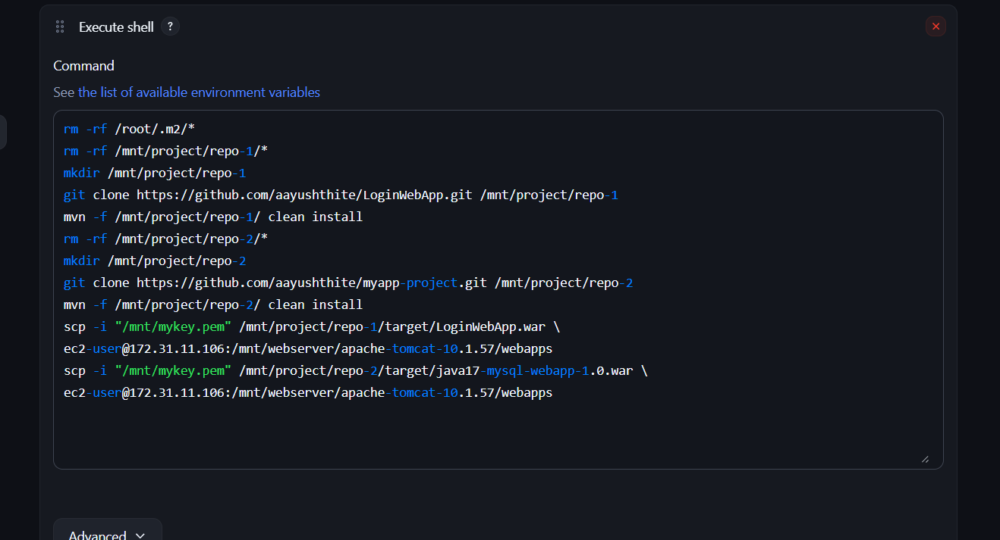 Execute shell ?
Command
See the list of available environment variables
rm -rf /root/.m2/*
rm -rf /mnt/project/repo-1/*
mkdir /mnt/project/repo-1
git clone https://github.com/aayushthite/LoginWebApp.git /mnt/project/repo-1
mvn -f /mnt/project/repo-1/ clean install
rm -rf /mnt/project/repo-2/*
mkdir /mnt/project/repo-2
git clone https://github.com/aayushthite/myapp-project.git /mnt/project/repo-2
mvn -f /mnt/project/repo-2/ clean install
scp -i "/mnt/mykey.pem" /mnt/project/repo-1/target/LoginWebApp.war \
ec2-user@172.31.11.106:/mnt/webserver/apache-tomcat-10.1.57/webapps
scp -i "/mnt/mykey.pem" /mnt/project/repo-2/target/java17-mysql-webapp-1.0.war \
ec2-user@172.31.11.106:/mnt/webserver/apache-tomcat-10.1.57/webapps
Advanced